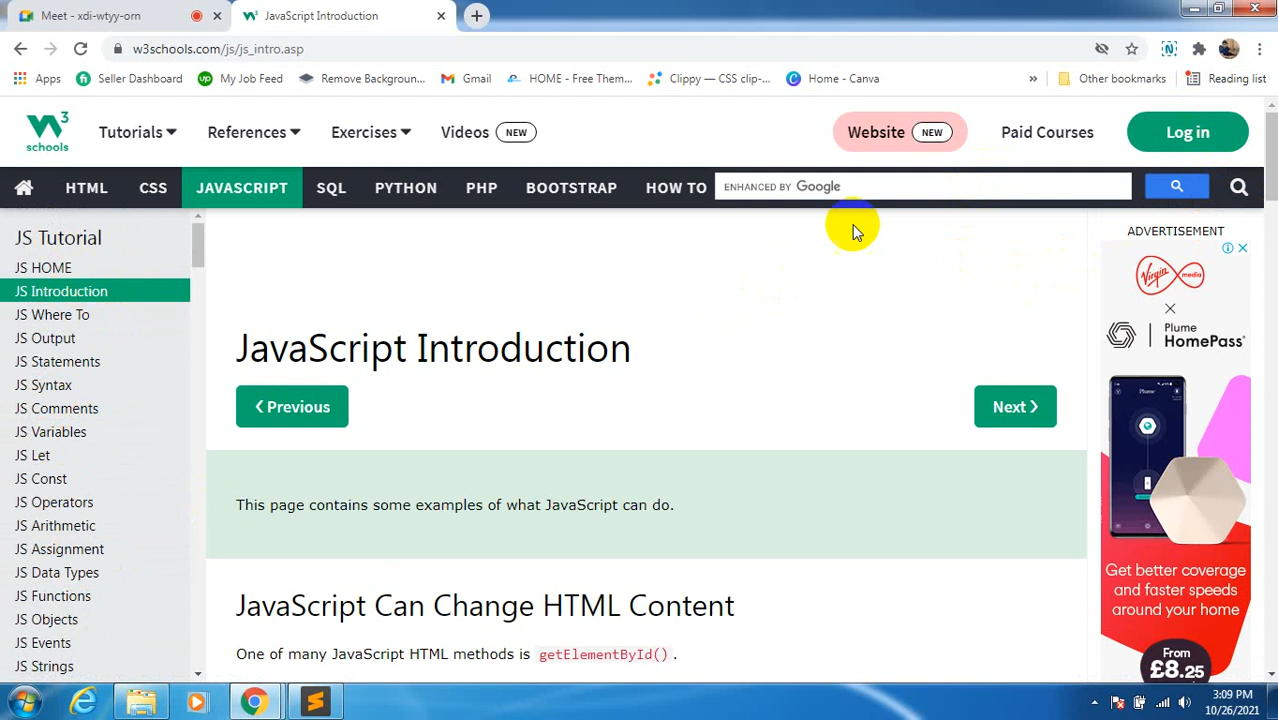 Meet - xdi-wtyy-orn
JavaScript Introduction
w3schools.com/js/js_intro.asp
Apps
Seller Dashboard
My Job Feed
Remove Backgroun...
Gmail
HOME - Free Them...
Clippy — CSS clip-...
Home - Canva
»
Other bookmarks
Reading list
W3 schools
Tutorials
References
Exercises
Videos NEW
Website NEW
Paid Courses
Log in
HTML
CSS
JAVASCRIPT
SQL
PYTHON
PHP
BOOTSTRAP
HOW TO
ENHANCED BY Google
JS Tutorial
JS HOME
JS Introduction
JS Where To
JS Output
JS Statements
JS Syntax
JS Comments
JS Variables
JS Let
JS Const
JS Operators
JS Arithmetic
JS Assignment
JS Data Types
JS Functions
JS Objects
JS Events
JS Strings
JavaScript Introduction
❮ Previous
Next ❯
This page contains some examples of what JavaScript can do.
JavaScript Can Change HTML Content
One of many JavaScript HTML methods is getElementById() .
ADVERTISEMENT
Virgin media
×
Plume
HomePass
Plume
Get better coverage
and faster speeds
around your home
From
£8.25
3:09 PM
10/26/2021